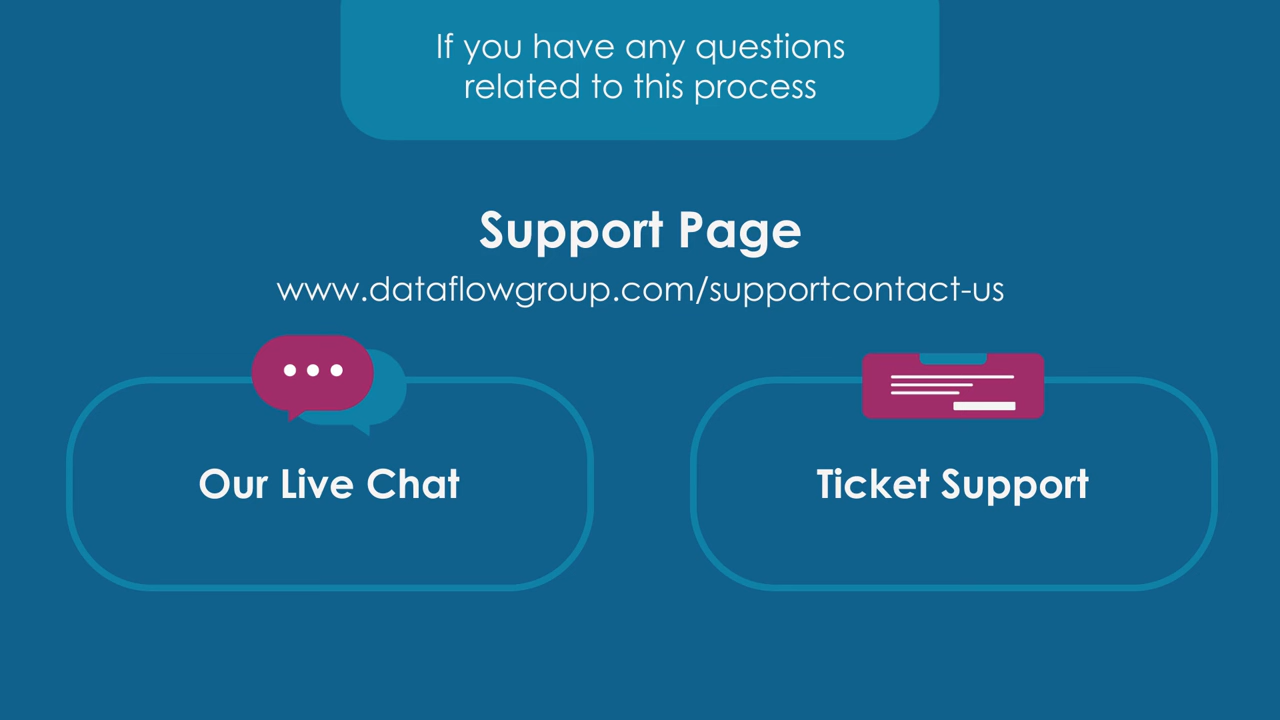 If you have any questions
related to this process
Support Page
www.dataflowgroup.com/supportcontact-us
Our Live Chat
Ticket Support